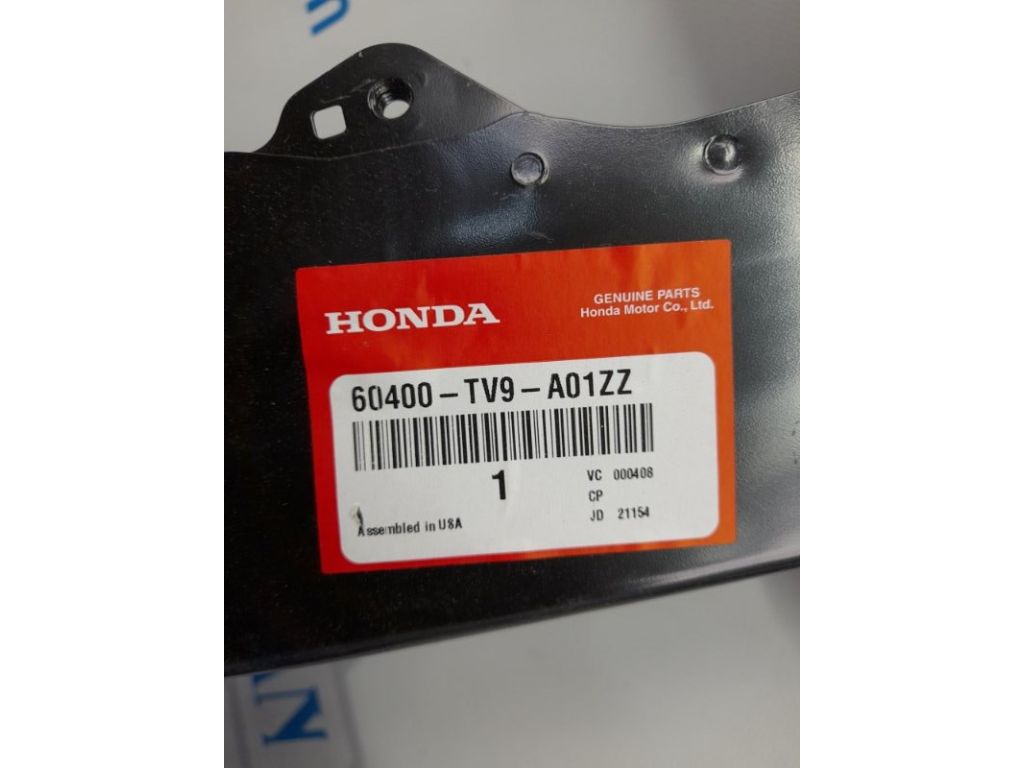 HONDA
GENUINE PARTS
Honda Motor Co., Ltd.
60400-TV9-A01ZZ
1
VC 000408
CP
JD 21154
Assembled in USA
N